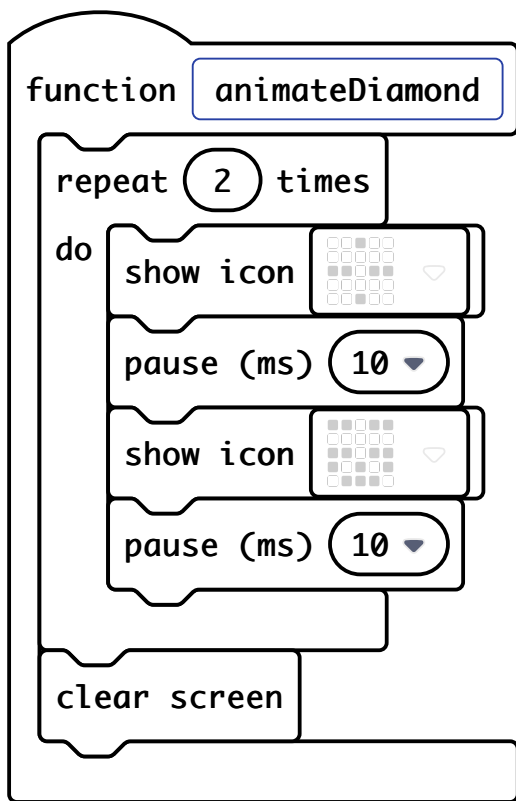 function animateDiamond
repeat 2 times
do
show icon
pause (ms) 10
show icon
pause (ms) 10
clear screen